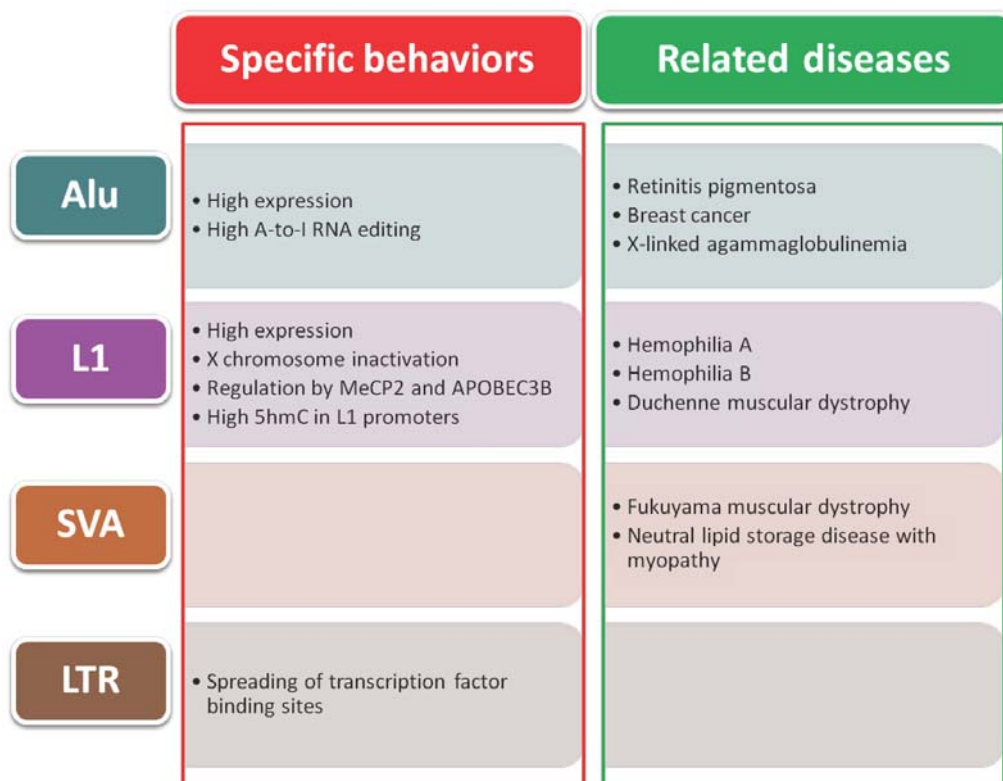 Specific behaviors
Related diseases
Alu
• High expression
• High A-to-I RNA editing
• Retinitis pigmentosa
• Breast cancer
• X-linked agammaglobulinemia
L1
• High expression
• X chromosome inactivation
• Regulation by MeCP2 and APOBEC3B
• High 5hmC in L1 promoters
• Hemophilia A
• Hemophilia B
• Duchenne muscular dystrophy
SVA
• Fukuyama muscular dystrophy
• Neutral lipid storage disease with
myopathy
LTR
• Spreading of transcription factor
binding sites